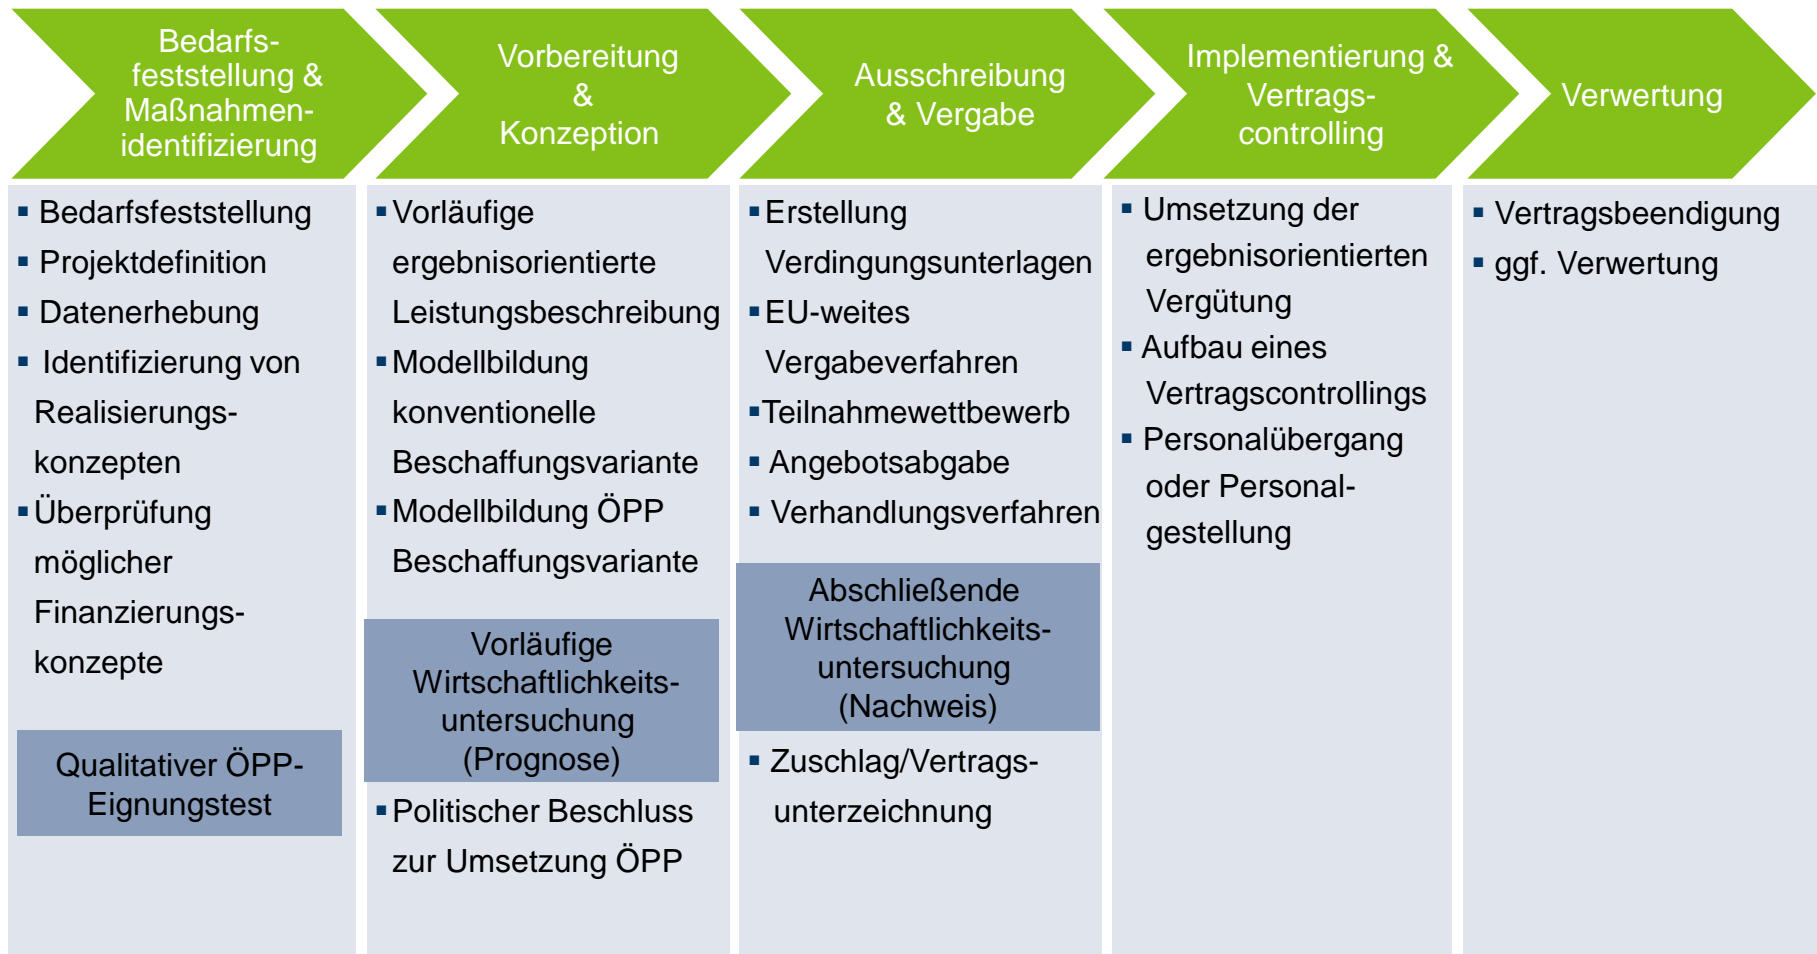 Bedarfs-
feststellung &
Maßnahmen-
identifizierung
Vorbereitung
&
Konzeption
Ausschreibung
& Vergabe
Implementierung &
Vertrags-
controlling
Verwertung
▪ Bedarfsfeststellung
▪ Projektdefinition
▪ Datenerhebung
▪ Identifizierung von
Realisierungs-
konzepten
▪ Überprüfung
möglicher
Finanzierungs-
konzepte
Qualitativer ÖPP-
Eignungstest
▪ Vorläufige
ergebnisorientierte
Leistungsbeschreibung
▪ Modellbildung
konventionelle
Beschaffungsvariante
▪ Modellbildung ÖPP
Beschaffungsvariante
Vorläufige
Wirtschaftlichkeits-
untersuchung
(Prognose)
▪ Politischer Beschluss
zur Umsetzung ÖPP
▪ Erstellung
Verdingungsunterlagen
▪ EU-weites
Vergabeverfahren
▪ Teilnahmewettbewerb
▪ Angebotsabgabe
▪ Verhandlungsverfahren
Abschließende
Wirtschaftlichkeits-
untersuchung
(Nachweis)
▪ Zuschlag/Vertrags-
unterzeichnung
▪ Umsetzung der
ergebnisorientierten
Vergütung
▪ Aufbau eines
Vertragscontrollings
▪ Personalübergang
oder Personal-
gestellung
▪ Vertragsbeendigung
▪ ggf. Verwertung